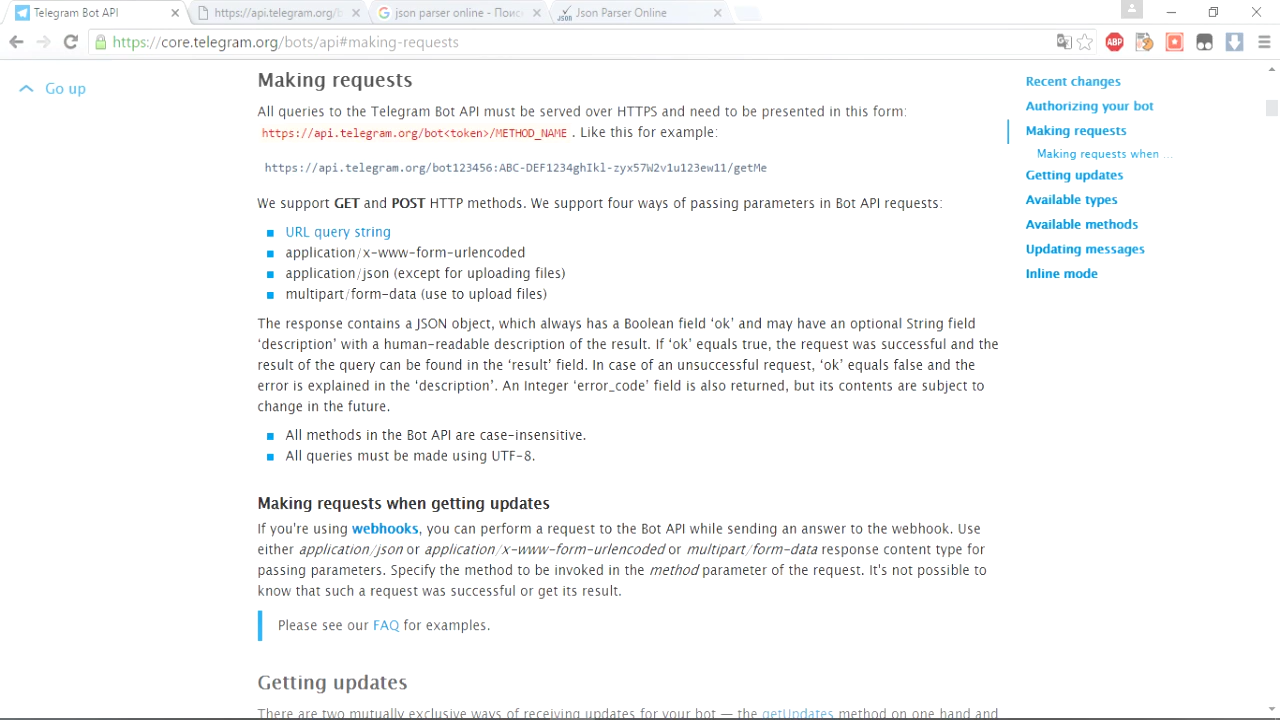 Telegram Bot API
https://api.telegram.org/b
json parser online - Поис
Json Parser Online
https://core.telegram.org/bots/api#making-requests
ABP
Go up
Making requests
All queries to the Telegram Bot API must be served over HTTPS and need to be presented in this form:
https://api.telegram.org/bot<token>/METHOD_NAME . Like this for example:
https://api.telegram.org/bot123456:ABC-DEF1234ghIkl-zyx57W2v1u123ew11/getMe
We support GET and POST HTTP methods. We support four ways of passing parameters in Bot API requests:
URL query string
application/x-www-form-urlencoded
application/json (except for uploading files)
multipart/form-data (use to upload files)
The response contains a JSON object, which always has a Boolean field ‘ok’ and may have an optional String field
‘description’ with a human-readable description of the result. If ‘ok’ equals true, the request was successful and the
result of the query can be found in the ‘result’ field. In case of an unsuccessful request, ‘ok’ equals false and the
error is explained in the ‘description’. An Integer ‘error_code’ field is also returned, but its contents are subject to
change in the future.
All methods in the Bot API are case-insensitive.
All queries must be made using UTF-8.
Making requests when getting updates
If you're using webhooks, you can perform a request to the Bot API while sending an answer to the webhook. Use
either application/json or application/x-www-form-urlencoded or multipart/form-data response content type for
passing parameters. Specify the method to be invoked in the method parameter of the request. It's not possible to
know that such a request was successful or get its result.
Please see our FAQ for examples.
Getting updates
There are two mutually exclusive ways of receiving updates for your bot — the getUpdates method on one hand and
Recent changes
Authorizing your bot
Making requests
Making requests when ...
Getting updates
Available types
Available methods
Updating messages
Inline mode